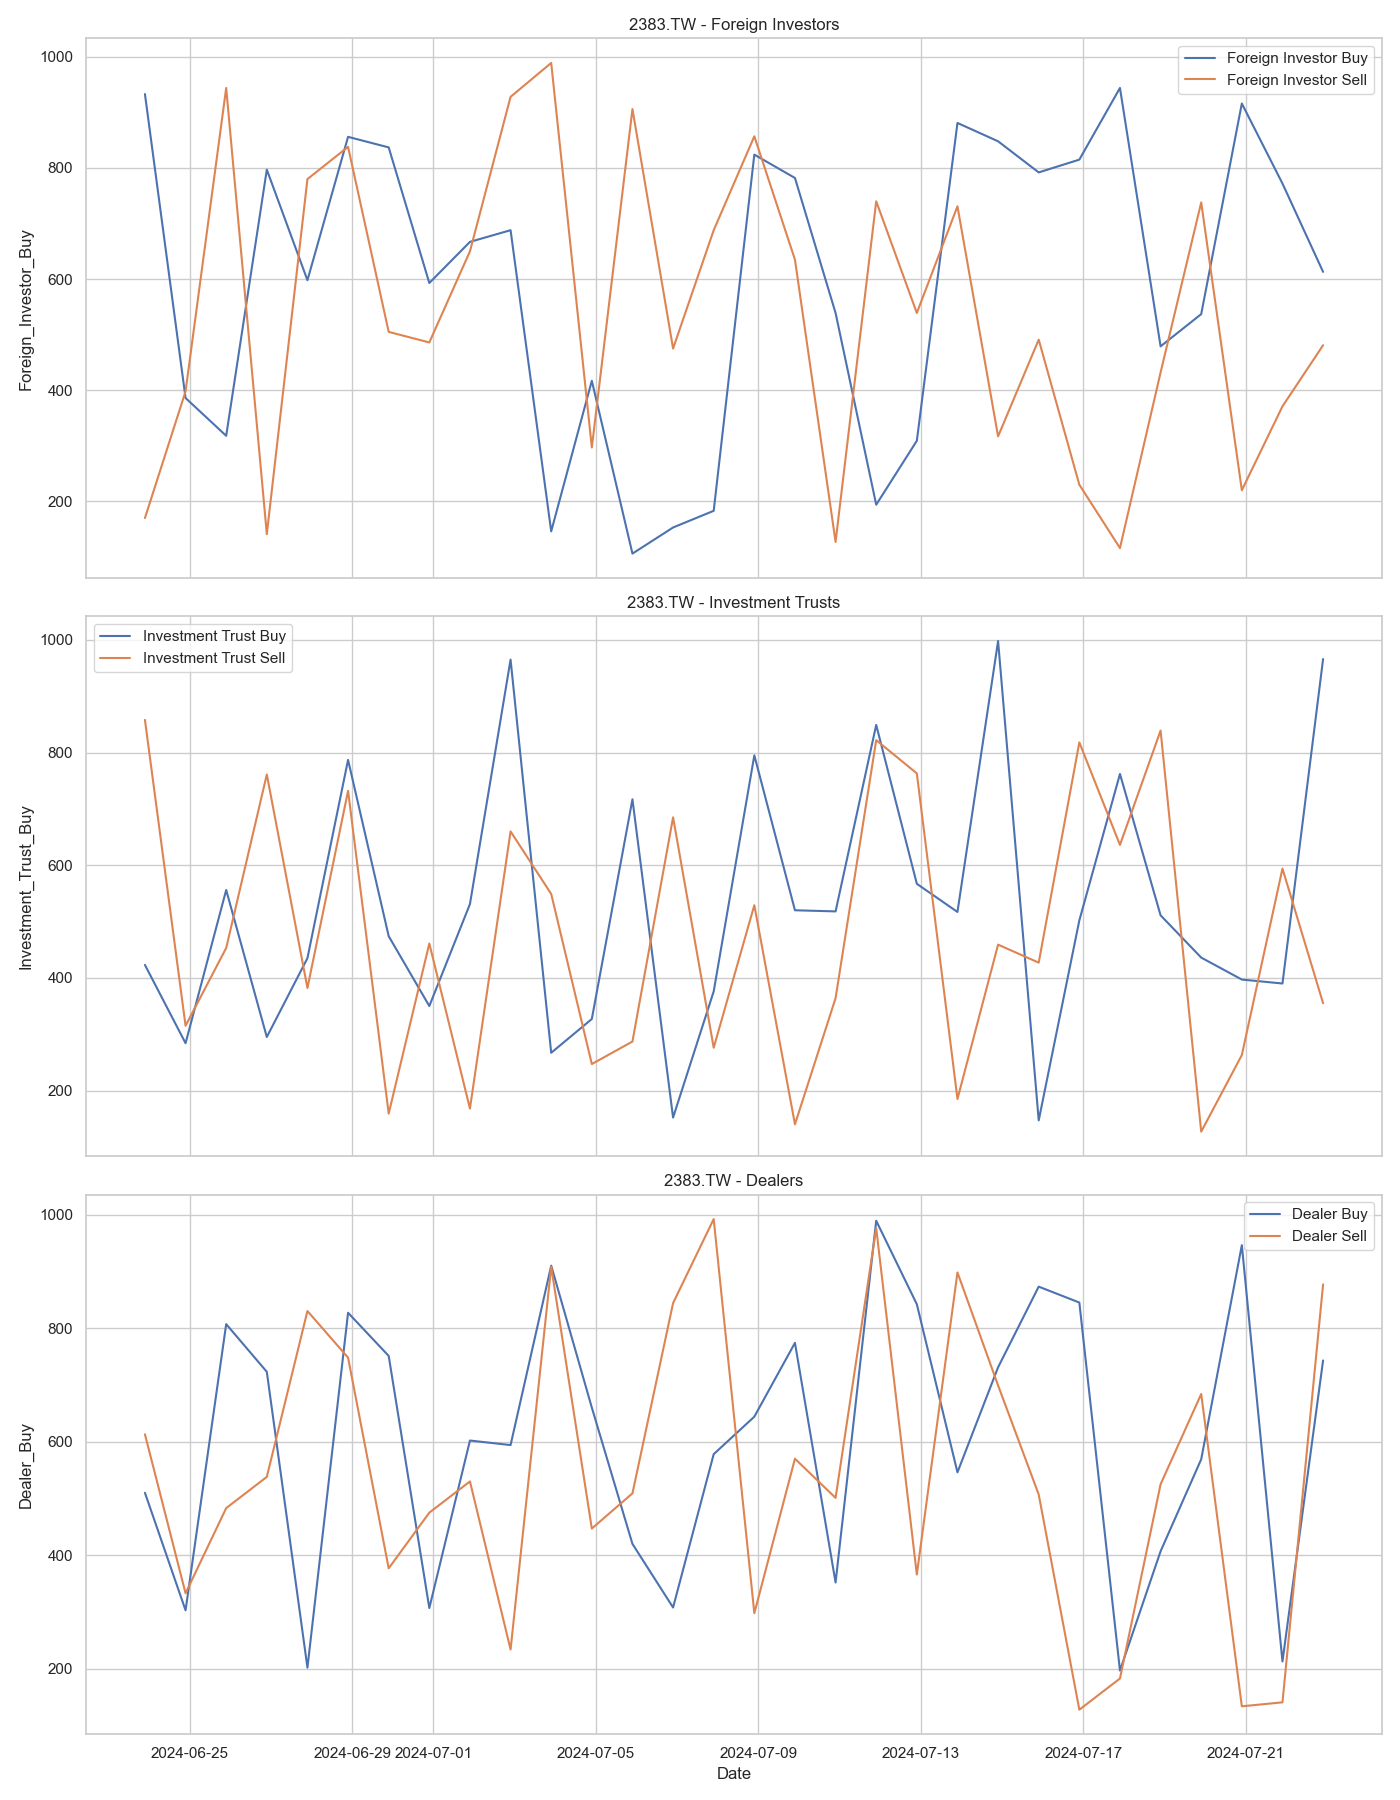 2383.TW - Foreign Investors
Foreign_Investor_Buy
1000
800
600
400
200
Foreign Investor Buy
Foreign Investor Sell
2383.TW - Investment Trusts
Investment_Trust_Buy
1000
800
600
400
200
Investment Trust Buy
Investment Trust Sell
2383.TW - Dealers
Dealer_Buy
1000
800
600
400
200
Dealer Buy
Dealer Sell
2024-06-25 2024-06-29 2024-07-01 2024-07-05 2024-07-09 2024-07-13 2024-07-17 2024-07-21
Date